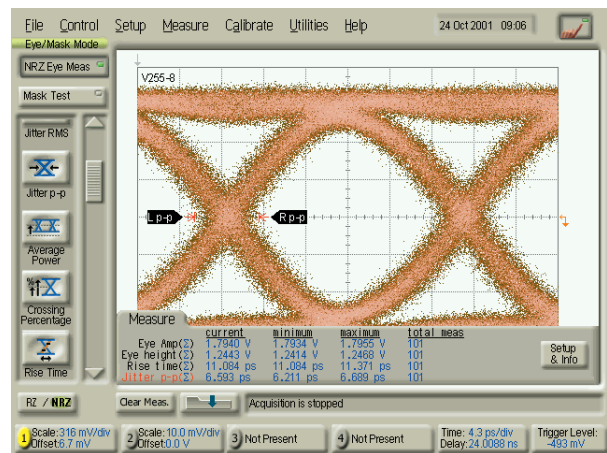 File Control Setup Measure Calibrate Utilities Help 24 Oct 2001 09:06
Eye/Mask Mode
NRZ Eye Meas
Mask Test
Jitter RMS
Jitter p-p
Average
Power
Crossing
Percentage
Rise Time
V255-8
L p-p
R p-p
Measure
current minimum maximum total meas
Eye Amp(Σ) 1.7940 V 1.7934 V 1.7955 V 101
Eye height(Σ) 1.2443 V 1.2414 V 1.2468 V 101
Rise time(Σ) 11.084 ps 11.084 ps 11.371 ps 101
Jitter p-p(Σ) 6.593 ps 6.211 ps 6.689 ps 101
Setup
& Info
RZ / NRZ
Clear Meas.
Acquisition is stopped
1 Scale:316 mV/div
Offset:6.7 mV
2 Scale:10.0 mV/div
Offset:0.0 V
3 Not Present
4 Not Present
Time: 4.3 ps/div
Delay:24.0088 ns
Trigger Level:
-493 mV